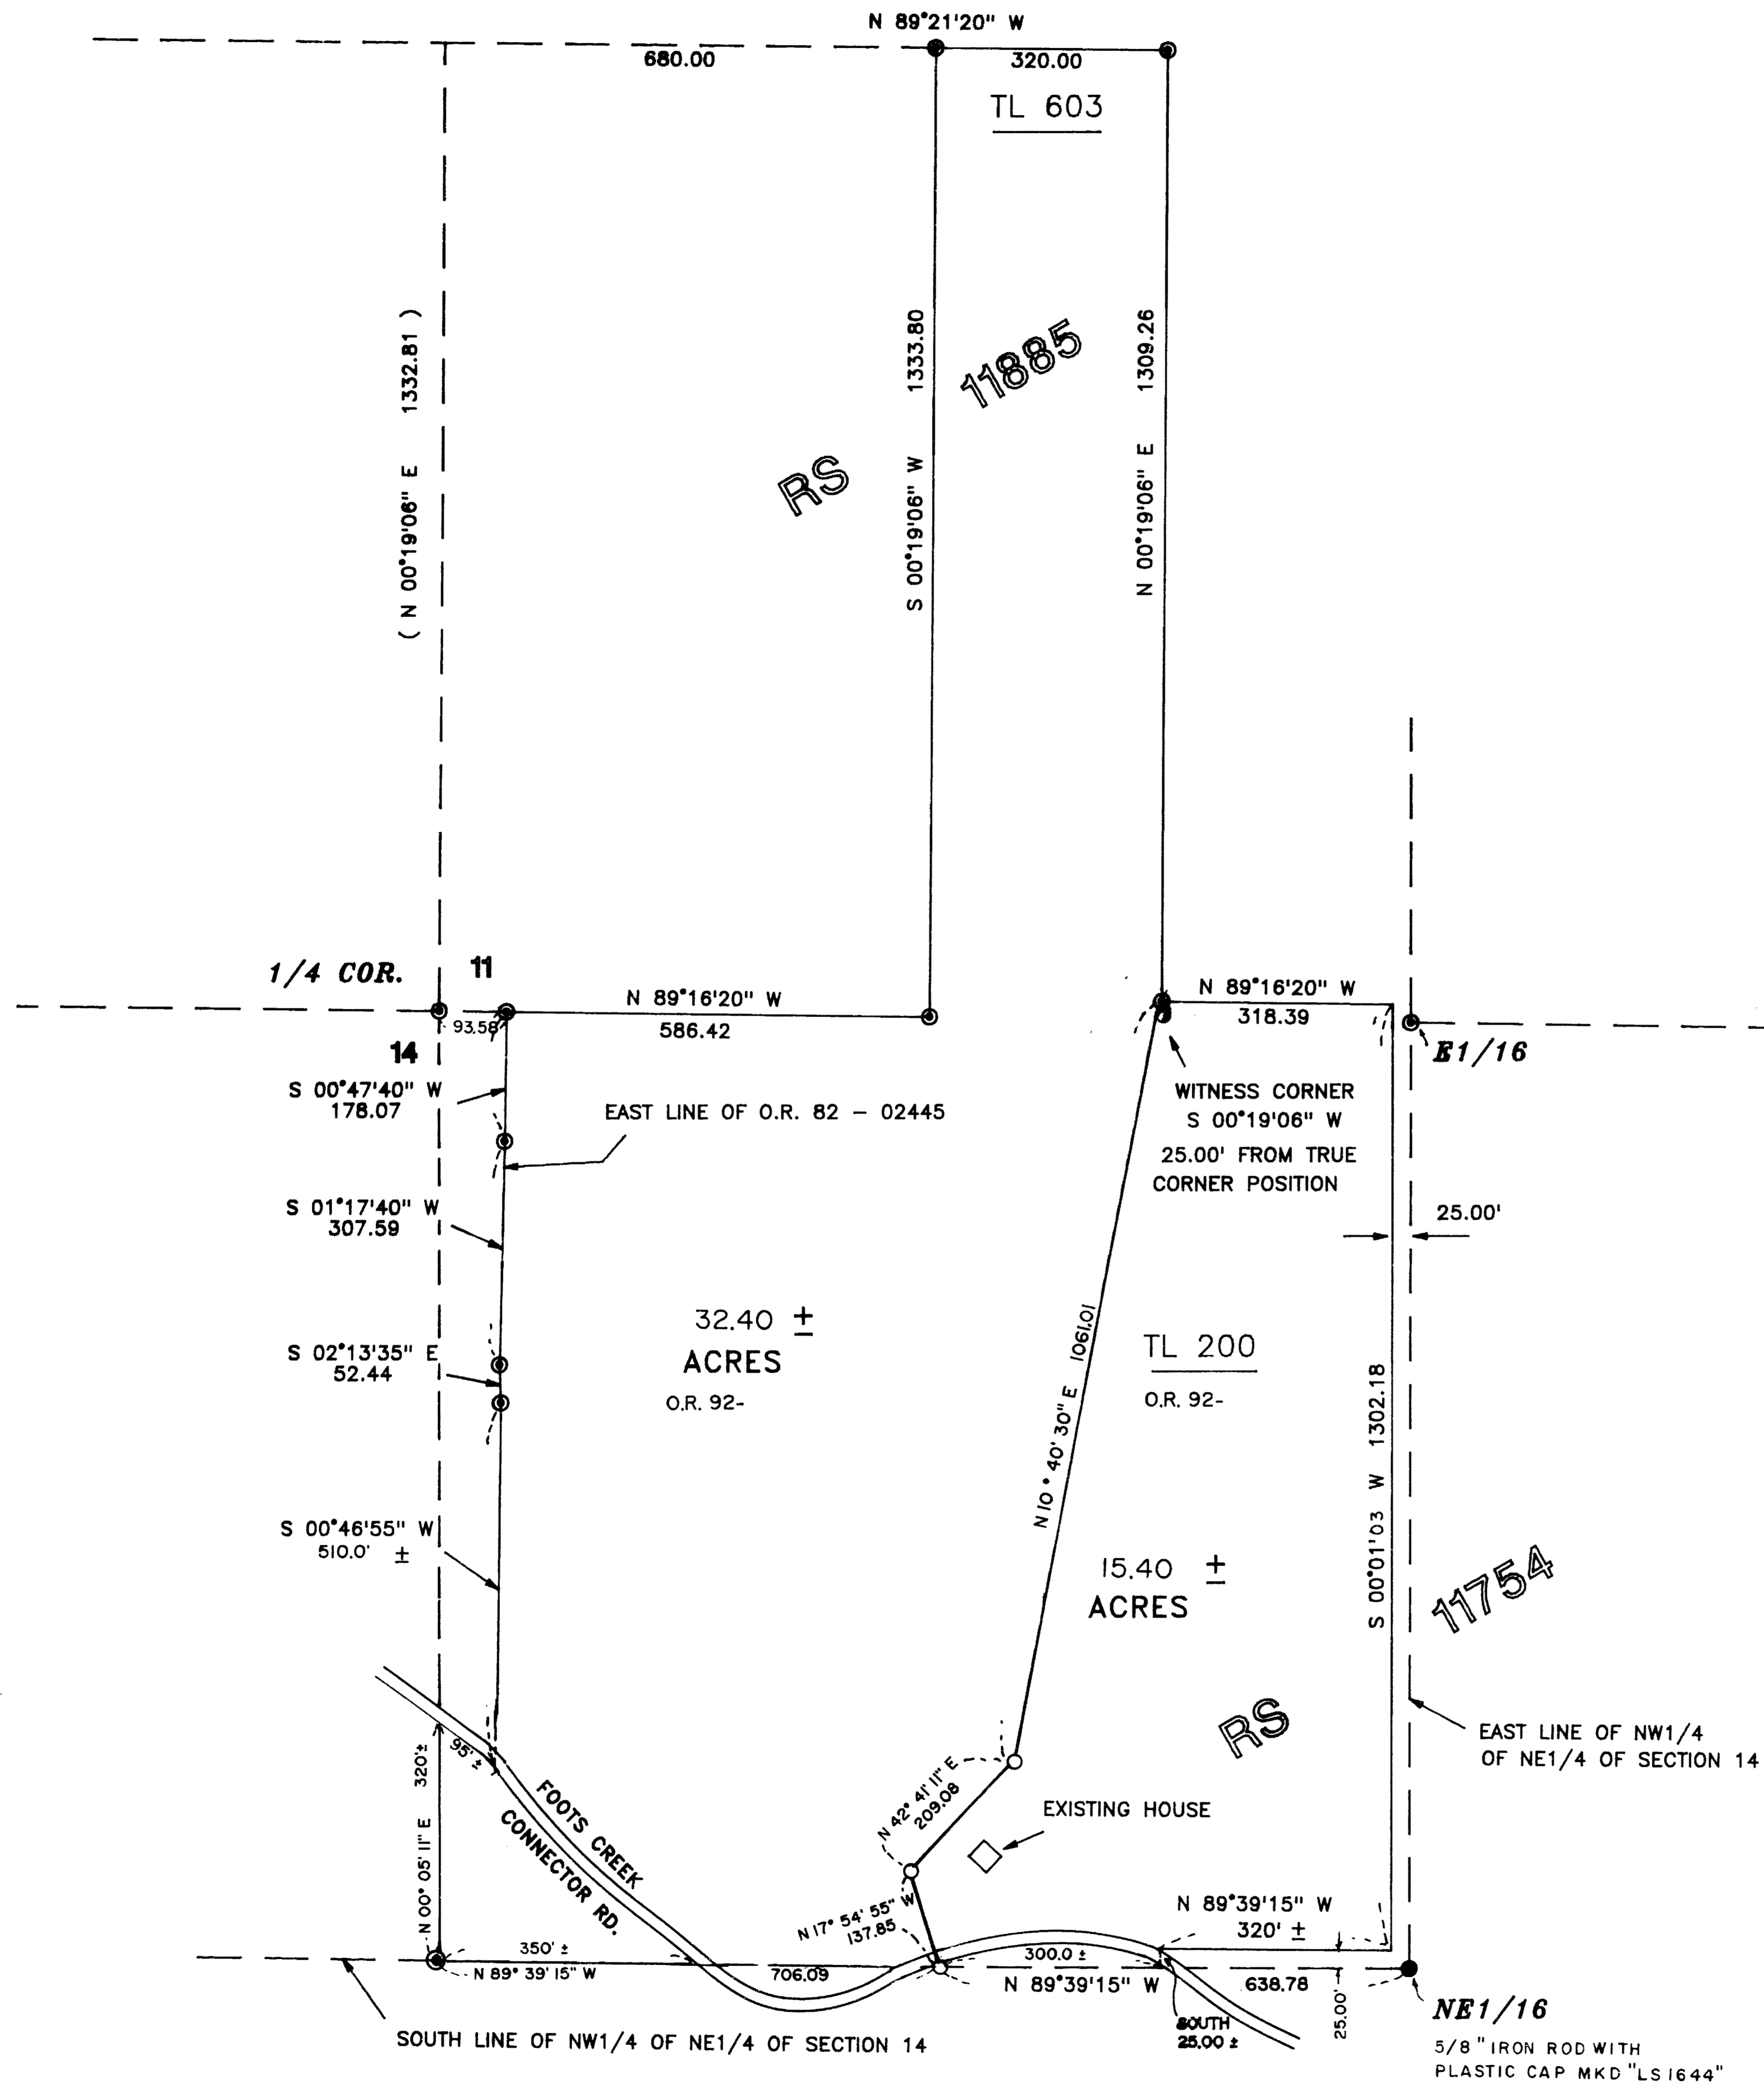 N 89°21'20" W
680.00
320.00
TL 603
( N 00°19'06" E 1332.81 )
S 00°19'06" W 1333.80
N 00°19'06" E 1309.26
RS 11885
1/4 COR.
11
14
93.58
N 89°16'20" W
586.42
N 89°16'20" W
318.39
E1/16
S 00°47'40" W
178.07
EAST LINE OF O.R. 82 – 02445
WITNESS CORNER
S 00°19'06" W
25.00' FROM TRUE
CORNER POSITION
25.00'
S 01°17'40" W
307.59
S 02°13'35" E
52.44
32.40 ±
ACRES
O.R. 92-
N 10° 40' 30" E 1061.01
TL 200
O.R. 92-
S 00°01'03 W 1302.18
S 00°46'55" W
510.0' ±
15.40 ±
ACRES
RS 11754
EAST LINE OF NW1/4
OF NE1/4 OF SECTION 14
N 00° 05' 11" E 320'±
95' ±
FOOTS CREEK
CONNECTOR RD.
N 42° 41' 11" E
209.08
EXISTING HOUSE
N 17° 54' 55" W
137.85
N 89°39'15" W
320' ±
350' ±
N 89° 39' 15" W
706.09
300.0 ±
N 89°39'15" W
638.78
SOUTH
25.00 ±
25.00'
NE1/16
5/8" IRON ROD WITH
PLASTIC CAP MKD "LS1644"
SOUTH LINE OF NW1/4 OF NE1/4 OF SECTION 14